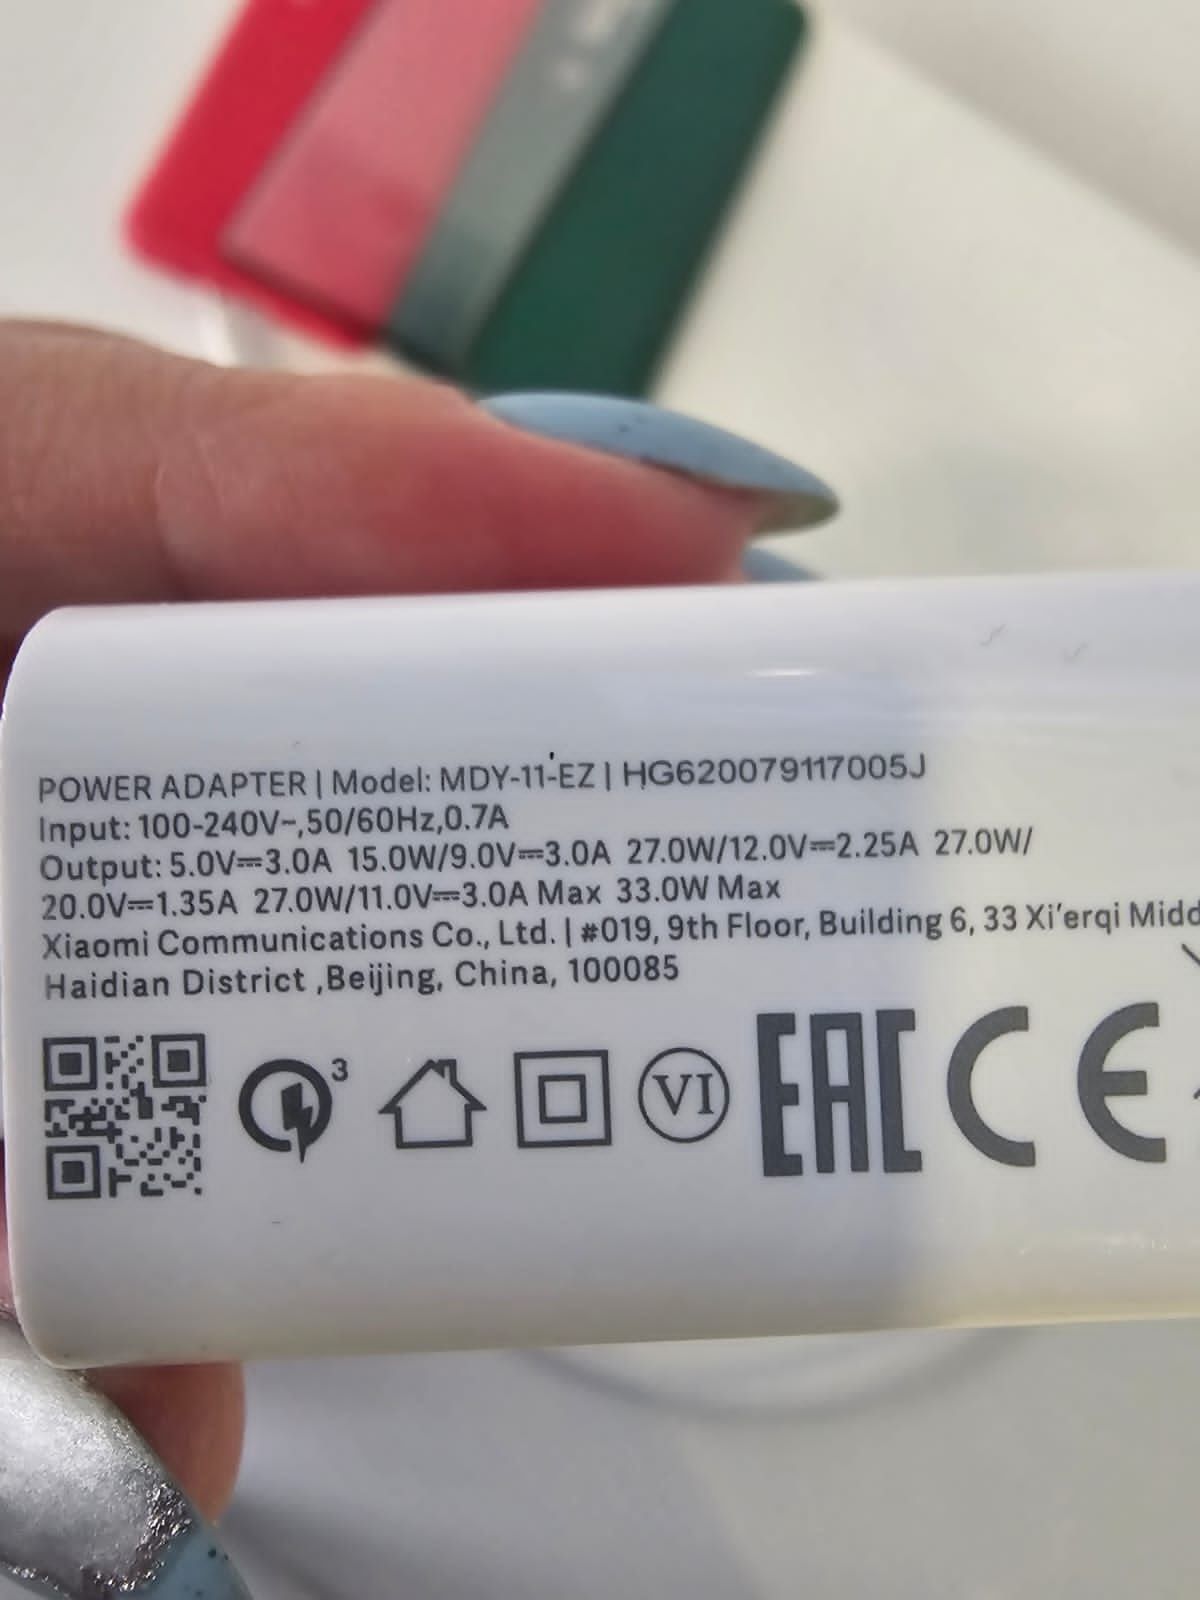 POWER ADAPTER | Model: MDY-11-EZ | HG620079117005J
Input: 100-240V~,50/60Hz,0.7A
Output: 5.0V⎓3.0A 15.0W/9.0V⎓3.0A 27.0W/12.0V⎓2.25A 27.0W/
20.0V⎓1.35A 27.0W/11.0V⎓3.0A Max 33.0W Max
Xiaomi Communications Co., Ltd. | #019, 9th Floor, Building 6, 33 Xi'erqi
Haidian District ,Beijing, China, 100085
3 VI EAC CE